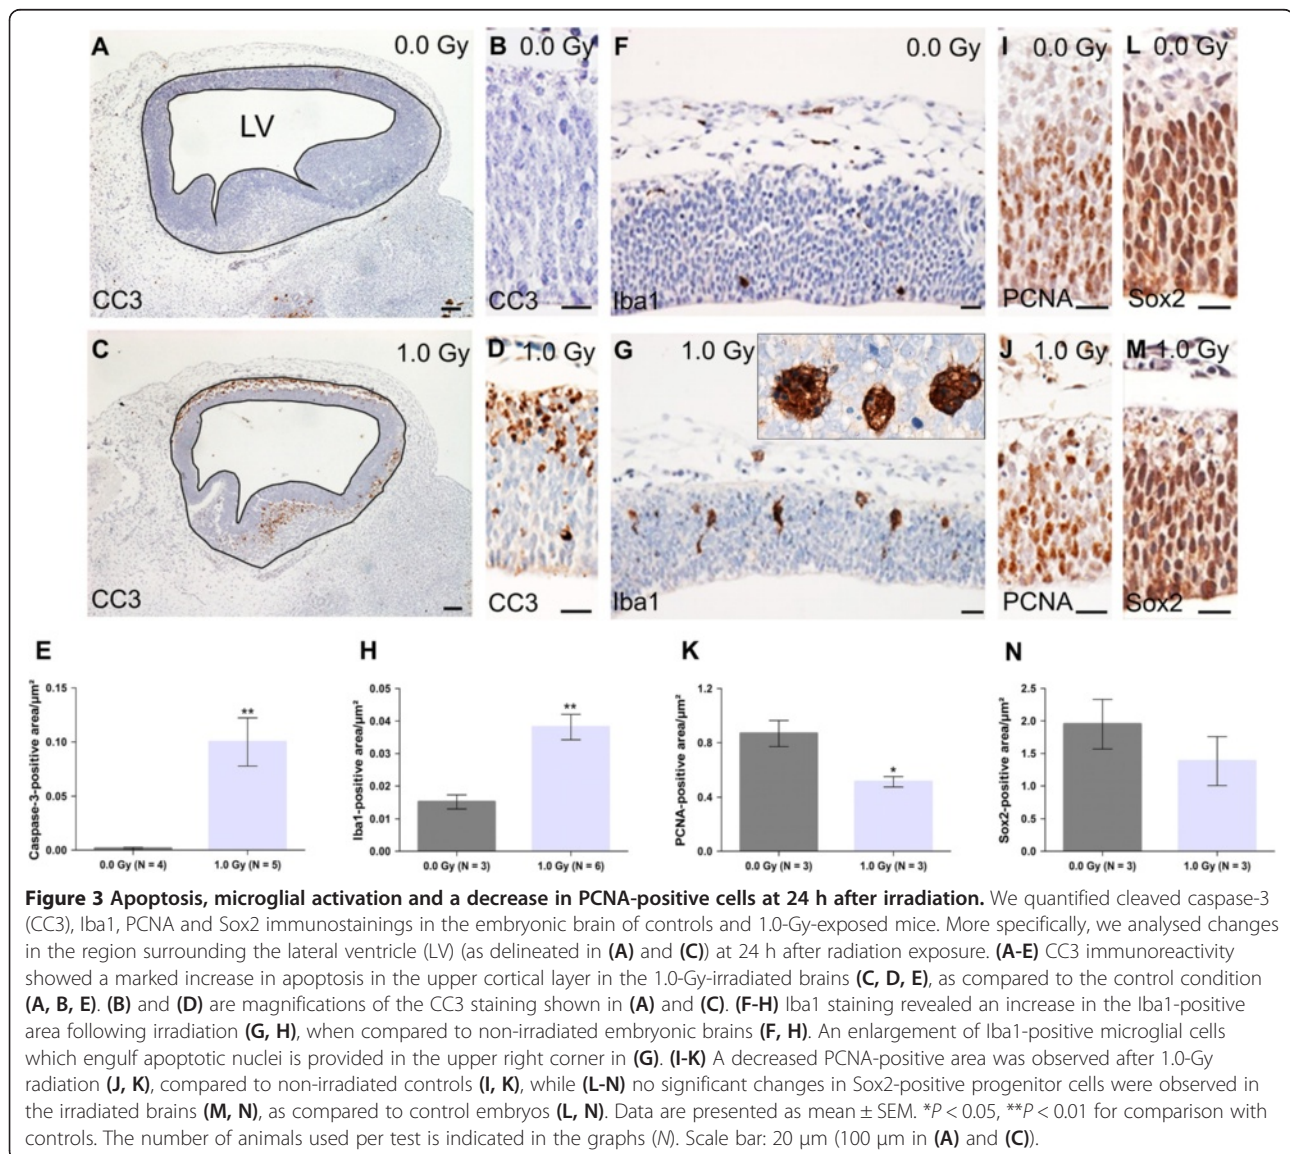 A 0.0 Gy
LV
CC3
B 0.0 Gy
CC3
F 0.0 Gy
Iba1
I 0.0 Gy
PCNA
L 0.0 Gy
Sox2
C 1.0 Gy
CC3
D 1.0 Gy
CC3
G 1.0 Gy
Iba1
J 1.0 Gy
PCNA
M 1.0 Gy
Sox2
E
Caspase-3-positive area/µm²
0.15
0.10
0.05
0.00
**
0.0 Gy (N = 4) 1.0 Gy (N = 5)
H
Iba1-positive area/µm²
0.05
0.04
0.03
0.02
0.01
0.00
**
0.0 Gy (N = 3) 1.0 Gy (N = 6)
K
PCNA-positive area/µm²
1.2
0.8
0.4
0.0
*
0.0 Gy (N = 3) 1.0 Gy (N = 3)
N
Sox2-positive area/µm²
2.5
2.0
1.5
1.0
0.5
0.0
0.0 Gy (N = 3) 1.0 Gy (N = 3)
Figure 3 Apoptosis, microglial activation and a decrease in PCNA-positive cells at 24 h after irradiation. We quantified cleaved caspase-3
(CC3), Iba1, PCNA and Sox2 immunostainings in the embryonic brain of controls and 1.0-Gy-exposed mice. More specifically, we analysed changes
in the region surrounding the lateral ventricle (LV) (as delineated in (A) and (C)) at 24 h after radiation exposure. (A-E) CC3 immunoreactivity
showed a marked increase in apoptosis in the upper cortical layer in the 1.0-Gy-irradiated brains (C, D, E), as compared to the control condition
(A, B, E). (B) and (D) are magnifications of the CC3 staining shown in (A) and (C). (F-H) Iba1 staining revealed an increase in the Iba1-positive
area following irradiation (G, H), when compared to non-irradiated embryonic brains (F, H). An enlargement of Iba1-positive microglial cells
which engulf apoptotic nuclei is provided in the upper right corner in (G). (I-K) A decreased PCNA-positive area was observed after 1.0-Gy
radiation (J, K), compared to non-irradiated controls (I, K), while (L-N) no significant changes in Sox2-positive progenitor cells were observed in
the irradiated brains (M, N), as compared to control embryos (L, N). Data are presented as mean ± SEM. *P < 0.05, **P < 0.01 for comparison with
controls. The number of animals used per test is indicated in the graphs (N). Scale bar: 20 µm (100 µm in (A) and (C)).